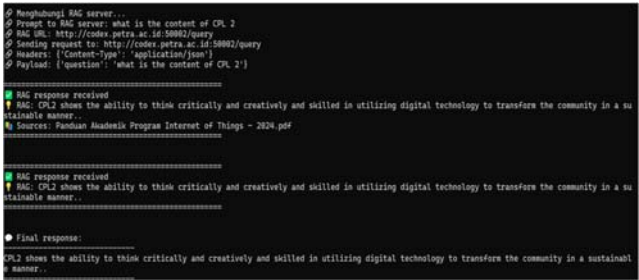 🔗 Menghubungi RAG server...
🔗 Prompt to RAG server: what is the content of CPL 2
🔗 RAG URL: http://codex.petra.ac.id:50002/query
🔗 Sending request to: http://codex.petra.ac.id:50002/query
🔗 Headers: {'Content-Type': 'application/json'}
🔗 Payload: {'question': 'what is the content of CPL 2'}
==================================================
✅ RAG response received
💡 RAG: CPL2 shows the ability to think critically and creatively and skilled in utilizing digital technology to transform the community in a su
stainable manner..
📚 Sources: Panduan Akademik Program Internet of Things - 2024.pdf
==================================================
==================================================
✅ RAG response received
💡 RAG: CPL2 shows the ability to think critically and creatively and skilled in utilizing digital technology to transform the community in a su
stainable manner..
==================================================
💬 Final response:
------------------------------
CPL2 shows the ability to think critically and creatively and skilled in utilizing digital technology to transform the community in a sustainabl
e manner..
------------------------------